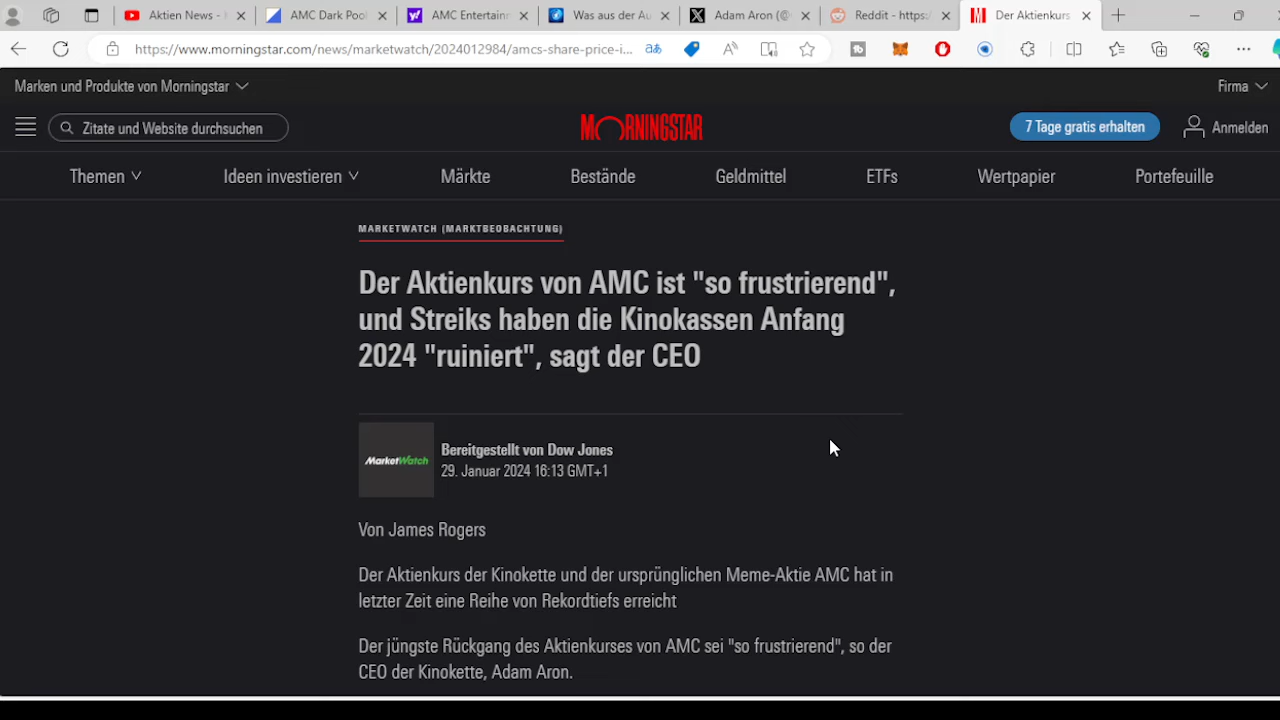 Aktien News -
AMC Dark Pool
AMC Entertainm
Was aus der Au
Adam Aron (@
Reddit - https:/
Der Aktienkurs
https://www.morningstar.com/news/marketwatch/2024012984/amcs-share-price-i...
Marken und Produkte von Morningstar
Firma
Zitate und Website durchsuchen
MORNINGSTAR
7 Tage gratis erhalten
Anmelden
Themen
Ideen investieren
Märkte
Bestände
Geldmittel
ETFs
Wertpapier
Portefeuille
MARKETWATCH (MARKTBEOBACHTUNG)
Der Aktienkurs von AMC ist "so frustrierend",
und Streiks haben die Kinokassen Anfang
2024 "ruiniert", sagt der CEO
MarketWatch
Bereitgestellt von Dow Jones
29. Januar 2024 16:13 GMT+1
Von James Rogers
Der Aktienkurs der Kinokette und der ursprünglichen Meme-Aktie AMC hat in
letzter Zeit eine Reihe von Rekordtiefs erreicht
Der jüngste Rückgang des Aktienkurses von AMC sei "so frustrierend", so der
CEO der Kinokette, Adam Aron.